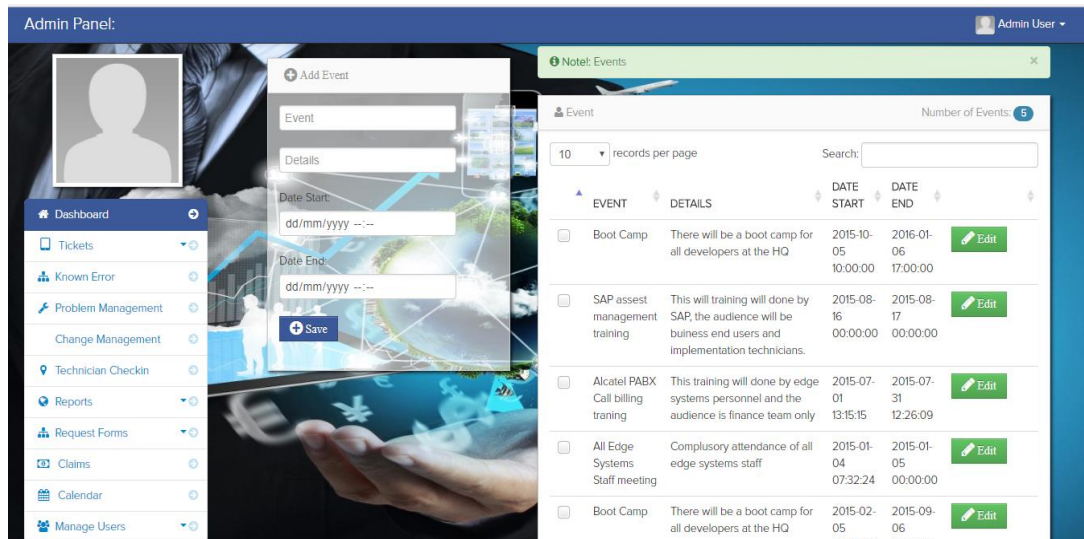 Admin Panel:
Admin User
Dashboard
Tickets
Known Error
Problem Management
Change Management
Technician Checkin
Reports
Request Forms
Claims
Calendar
Manage Users
Add Event
Event
Details
Date Start:
dd/mm/yyyy --:--
Date End:
dd/mm/yyyy --:--
Save
Note!: Events ×
Event Number of Events: 5
10 records per page Search:
EVENT DETAILS DATE START DATE END
Boot Camp There will be a boot camp for 2015-10- 2016-01- Edit
all developers at the HQ 05 06
10:00:00 17:00:00
SAP assest This will training will done by 2015-08- 2015-08- Edit
management SAP, the audience will be 16 17
training buiness end users and 00:00:00 00:00:00
implementation technicians.
Alcatel PABX This training will done by edge 2015-07- 2015-07- Edit
Call billing systems personnel and the 01 31
traning audience is finance team only 13:15:15 12:26:09
All Edge Complusory attendance of all 2015-01- 2015-01- Edit
Systems edge systems staff 04 05
Staff meeting 07:32:24 00:00:00
Boot Camp There will be a boot camp for 2015-02- 2015-09- Edit
all developers at the HQ 05 06